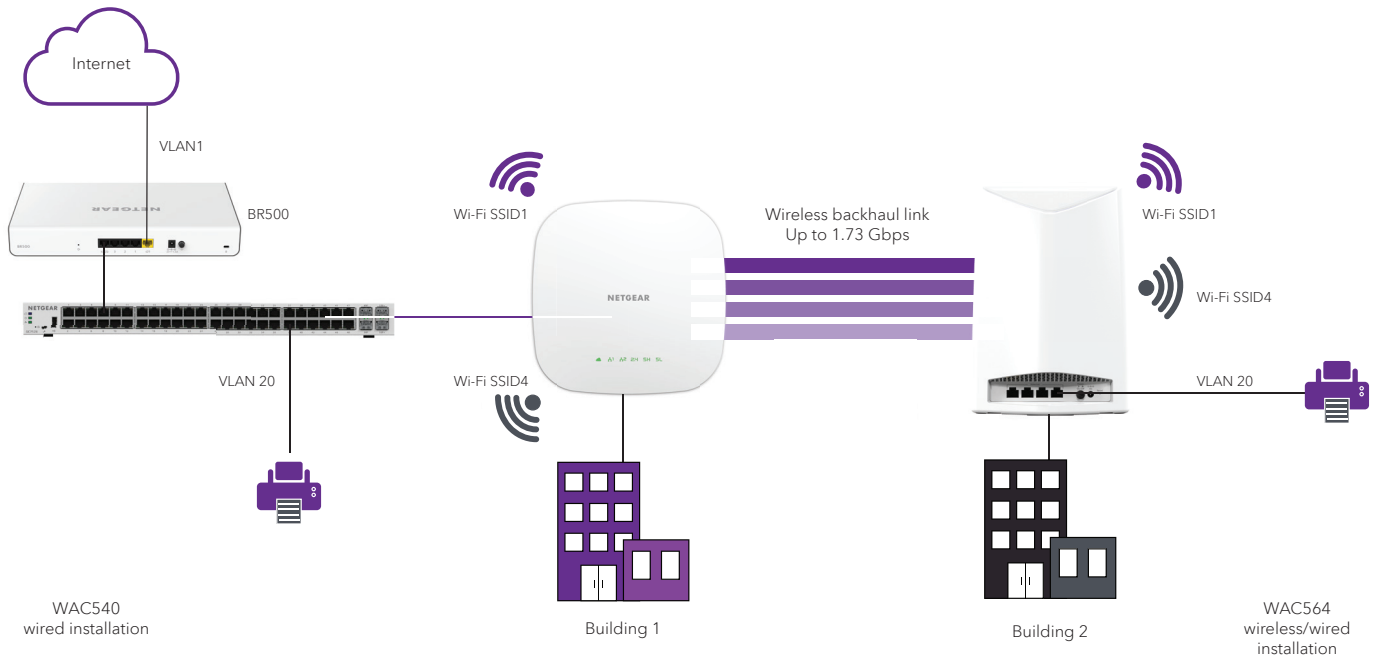 Internet
VLAN1
NETGEAR
BR500
Wi-Fi SSID1
Wireless backhaul link
Up to 1.73 Gbps
Wi-Fi SSID1
NETGEAR
NETGEAR
Wi-Fi SSID4
VLAN 20
Wi-Fi SSID4
VLAN 20
WAC540
wired installation
Building 1
Building 2
WAC564
wireless/wired
installation